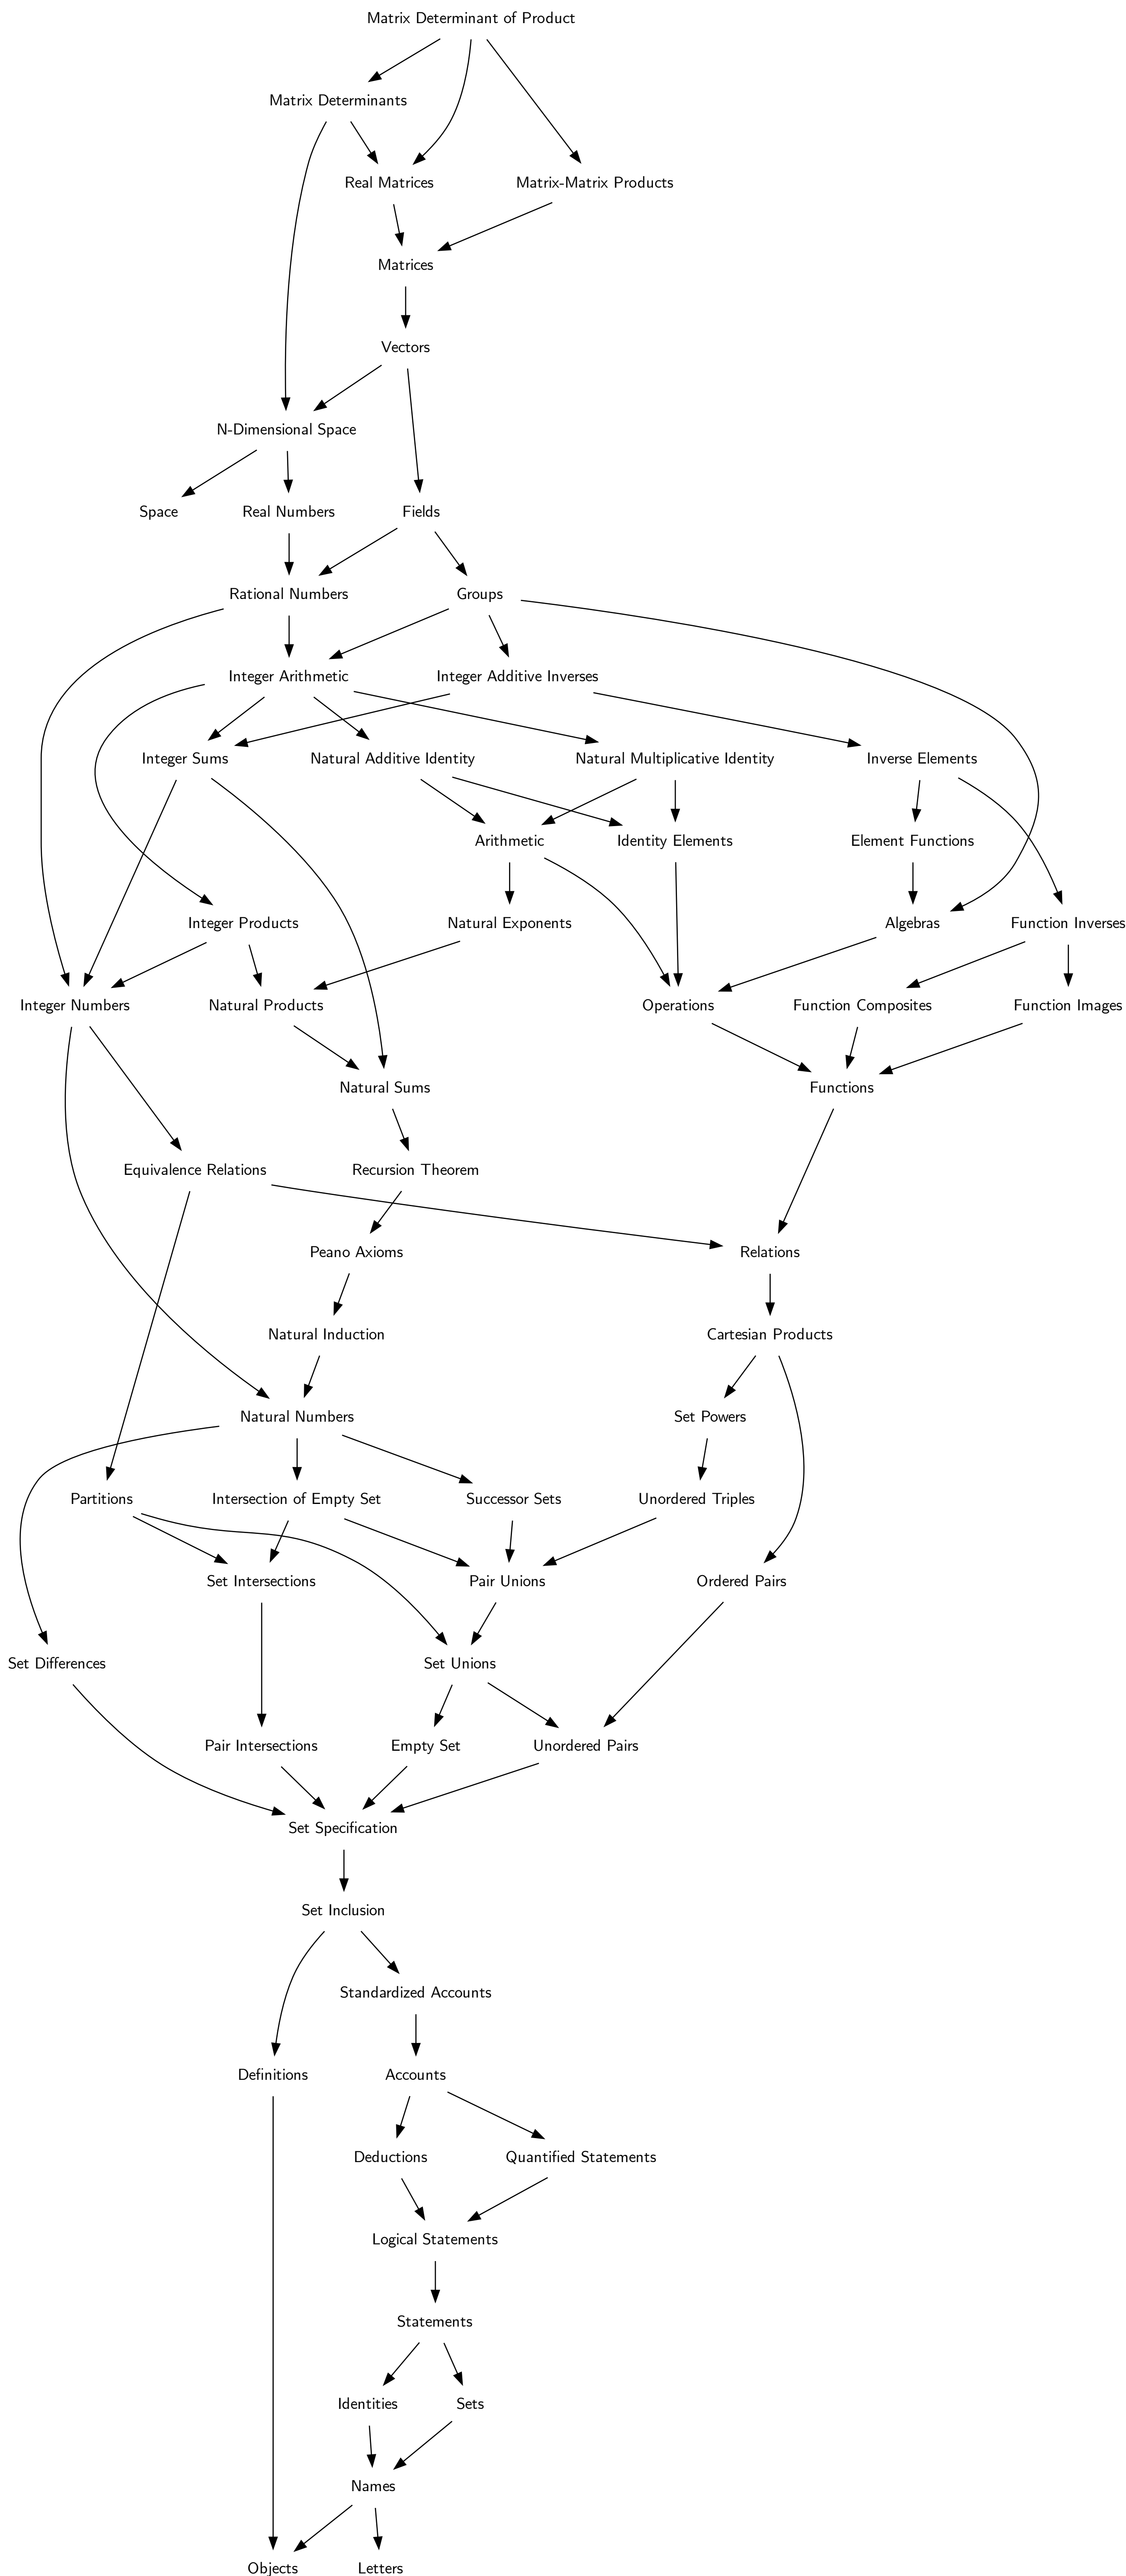 Matrix Determinant of Product
Matrix Determinants
Real Matrices
Matrix-Matrix Products
Matrices
Vectors
N-Dimensional Space
Space
Real Numbers
Fields
Rational Numbers
Groups
Integer Arithmetic
Integer Additive Inverses
Integer Sums
Natural Additive Identity
Natural Multiplicative Identity
Inverse Elements
Arithmetic
Identity Elements
Element Functions
Integer Products
Natural Exponents
Algebras
Function Inverses
Integer Numbers
Natural Products
Operations
Function Composites
Function Images
Natural Sums
Functions
Equivalence Relations
Recursion Theorem
Peano Axioms
Relations
Natural Induction
Cartesian Products
Natural Numbers
Set Powers
Partitions
Intersection of Empty Set
Successor Sets
Unordered Triples
Set Intersections
Pair Unions
Ordered Pairs
Set Differences
Set Unions
Pair Intersections
Empty Set
Unordered Pairs
Set Specification
Set Inclusion
Standardized Accounts
Definitions
Accounts
Deductions
Quantified Statements
Logical Statements
Statements
Identities
Sets
Names
Objects
Letters